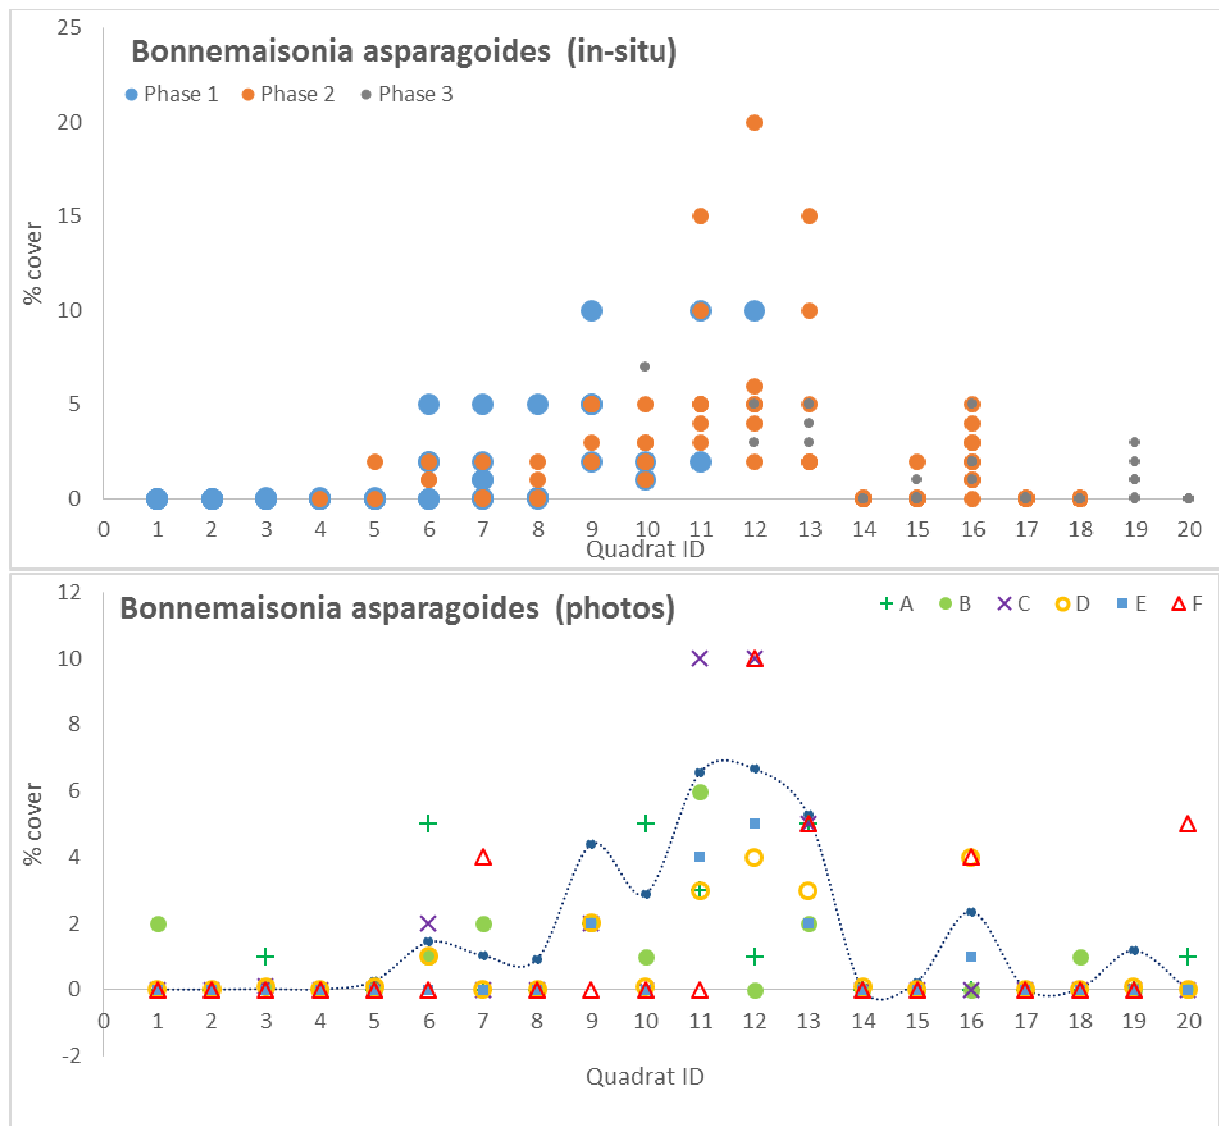 Bonnemaisonia asparagoides (in-situ)
Phase 1 Phase 2 Phase 3
25
20
15
10
5
0
% cover
0 1 2 3 4 5 6 7 8 9 10 11 12 13 14 15 16 17 18 19 20
Quadrat ID
Bonnemaisonia asparagoides (photos)
A B C D E F
12
10
8
6
4
2
0
-2
% cover
0 1 2 3 4 5 6 7 8 9 10 11 12 13 14 15 16 17 18 19 20
Quadrat ID